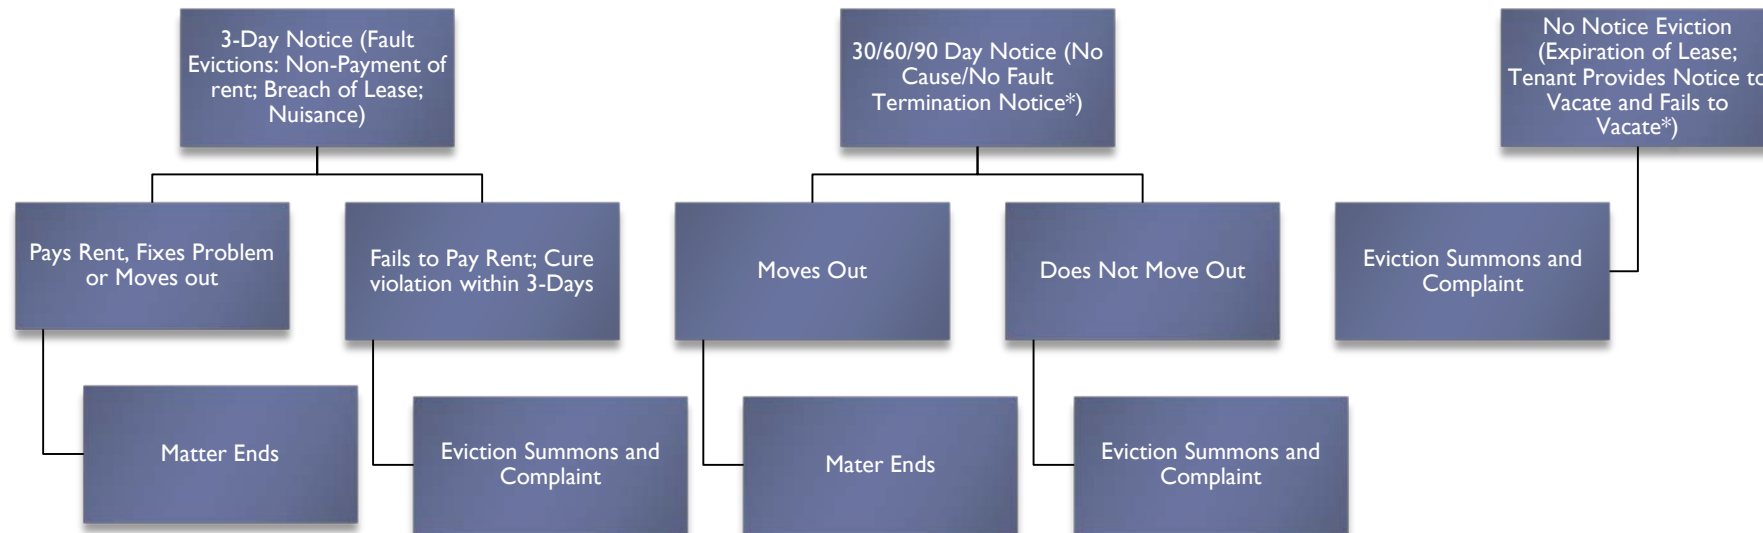 3-Day Notice (Fault
Evictions: Non-Payment of
rent; Breach of Lease;
Nuisance)
30/60/90 Day Notice (No
Cause/No Fault
Termination Notice*)
No Notice Eviction
(Expiration of Lease;
Tenant Provides Notice to
Vacate and Fails to
Vacate*)
Pays Rent, Fixes Problem
or Moves out
Fails to Pay Rent; Cure
violation within 3-Days
Moves Out
Does Not Move Out
Eviction Summons and
Complaint
Matter Ends
Eviction Summons and
Complaint
Mater Ends
Eviction Summons and
Complaint